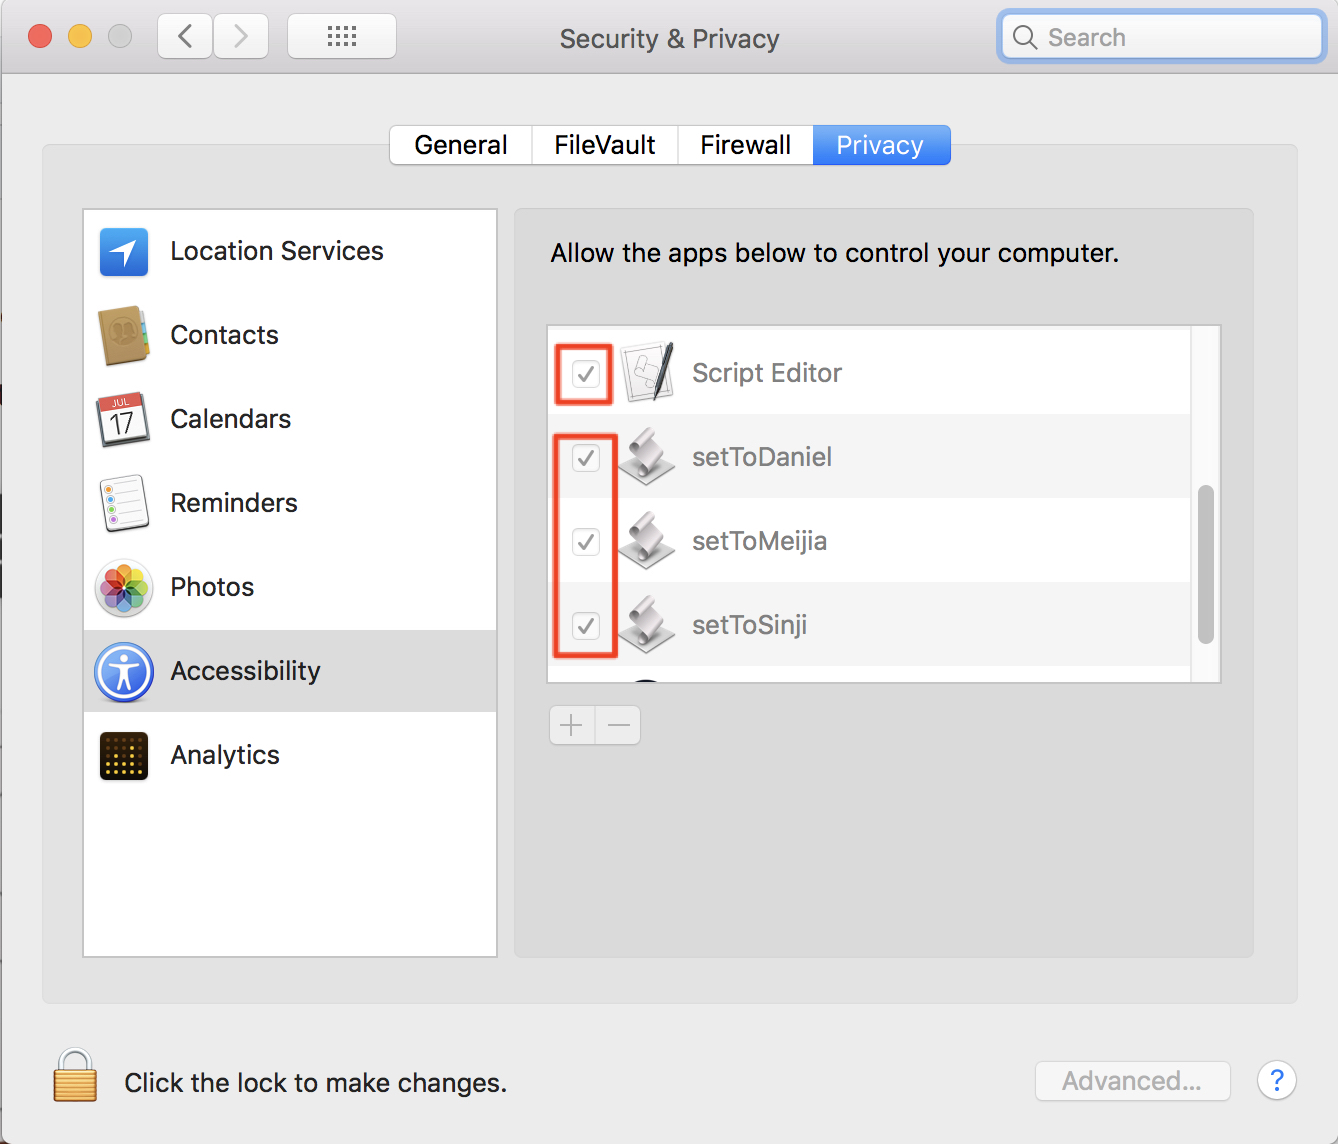 Security & Privacy
Search
General
FileVault
Firewall
Privacy
Location Services
Contacts
JUL
17
Calendars
Reminders
Photos
Accessibility
Analytics
Allow the apps below to control your computer.
Script Editor
setToDaniel
setToMeijia
setToSinji
Click the lock to make changes.
Advanced...
?